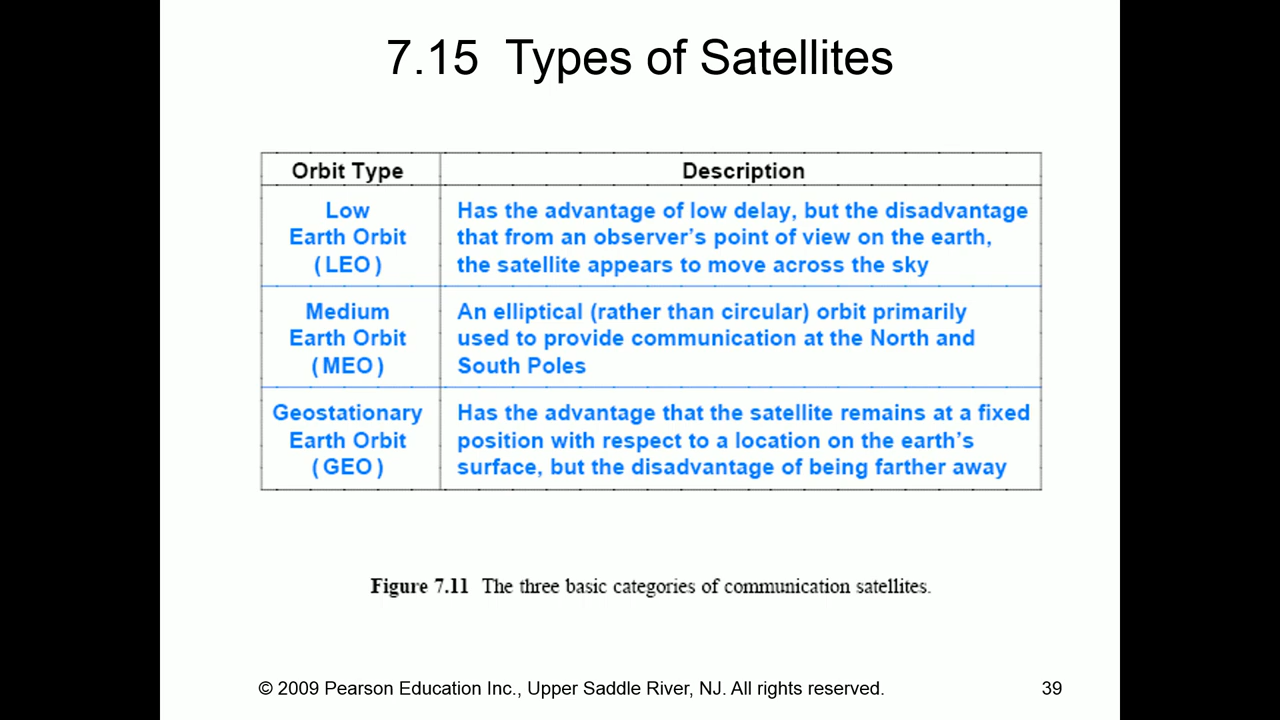 7.15 Types of Satellites
Orbit Type
Description
Low
Earth Orbit
( LEO )
Has the advantage of low delay, but the disadvantage
that from an observer's point of view on the earth,
the satellite appears to move across the sky
Medium
Earth Orbit
( MEO )
An elliptical (rather than circular) orbit primarily
used to provide communication at the North and
South Poles
Geostationary
Earth Orbit
( GEO )
Has the advantage that the satellite remains at a fixed
position with respect to a location on the earth's
surface, but the disadvantage of being farther away
Figure 7.11 The three basic categories of communication satellites.
© 2009 Pearson Education Inc., Upper Saddle River, NJ. All rights reserved.
39